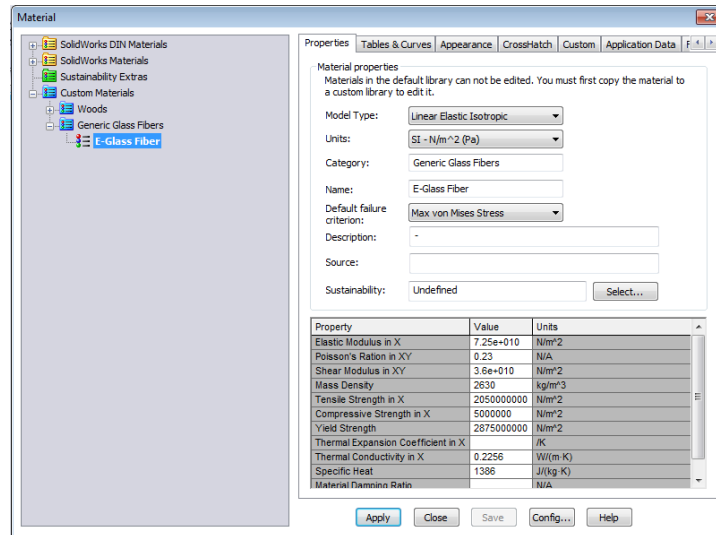 Material
SolidWorks DIN Materials
SolidWorks Materials
Sustainability Extras
Custom Materials
Woods
Generic Glass Fibers
E-Glass Fiber
Properties Tables & Curves Appearance CrossHatch Custom Application Data
Material properties
Materials in the default library can not be edited. You must first copy the material to
a custom library to edit it.
Model Type: Linear Elastic Isotropic
Units: SI - N/m^2 (Pa)
Category: Generic Glass Fibers
Name: E-Glass Fiber
Default failure
criterion: Max von Mises Stress
Description: -
Source:
Sustainability: Undefined Select...
Property Value Units
Elastic Modulus in X 7.25e+010 N/m^2
Poisson's Ration in XY 0.23 N/A
Shear Modulus in XY 3.6e+010 N/m^2
Mass Density 2630 kg/m^3
Tensile Strength in X 2050000000 N/m^2
Compressive Strength in X 5000000 N/m^2
Yield Strength 2875000000 N/m^2
Thermal Expansion Coefficient in X /K
Thermal Conductivity in X 0.2256 W/(m·K)
Specific Heat 1386 J/(kg·K)
Material Damping Ratio N/A
Apply Close Save Config... Help